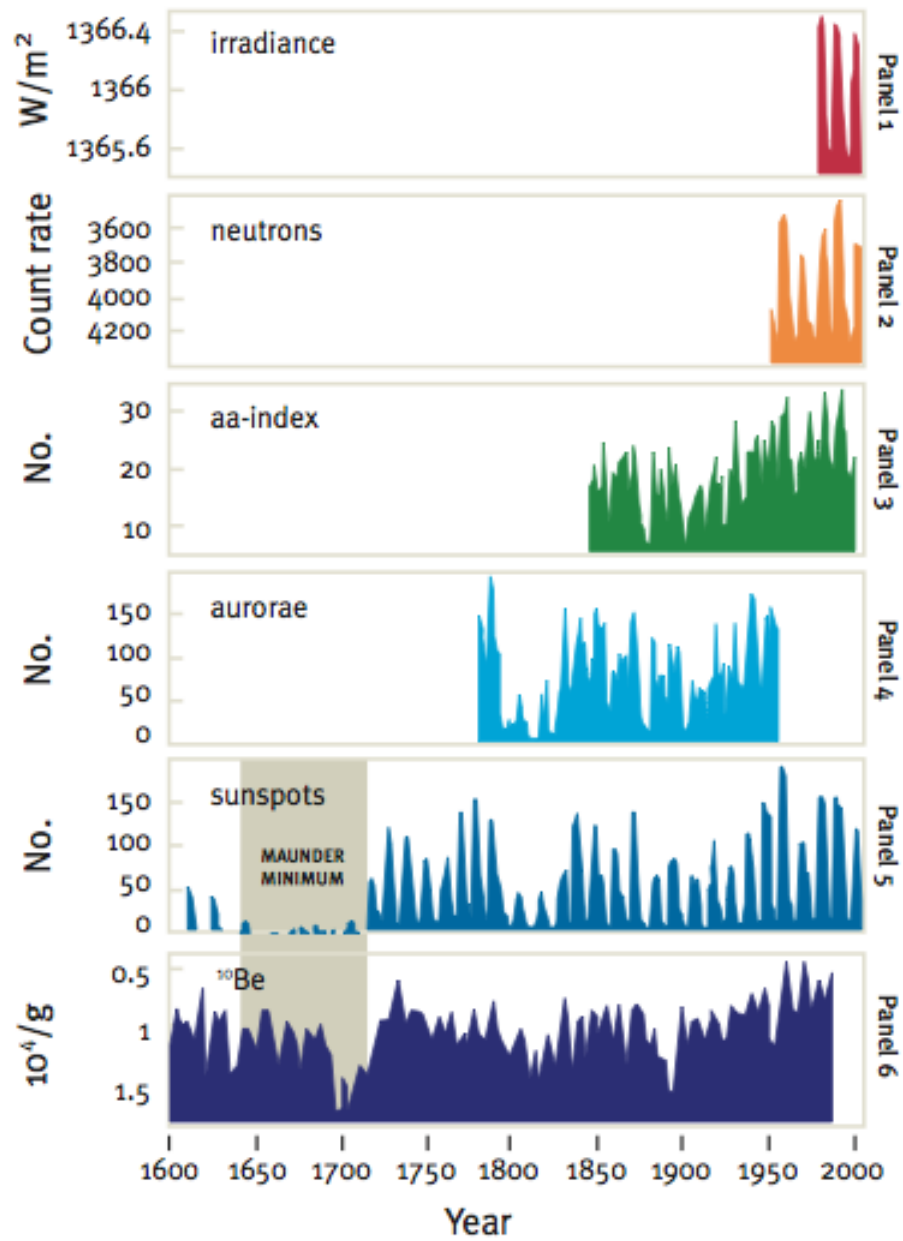 W/m²
1366.4
1366
1365.6
irradiance
Panel 1
Count rate
3600
3800
4000
4200
neutrons
Panel 2
No.
30
20
10
aa-index
Panel 3
No.
150
100
50
0
aurorae
Panel 4
No.
150
100
50
0
sunspots
MAUNDER
MINIMUM
Panel 5
10⁴/g
0.5
1
1.5
¹⁰Be
Panel 6
1600 1650 1700 1750 1800 1850 1900 1950 2000
Year